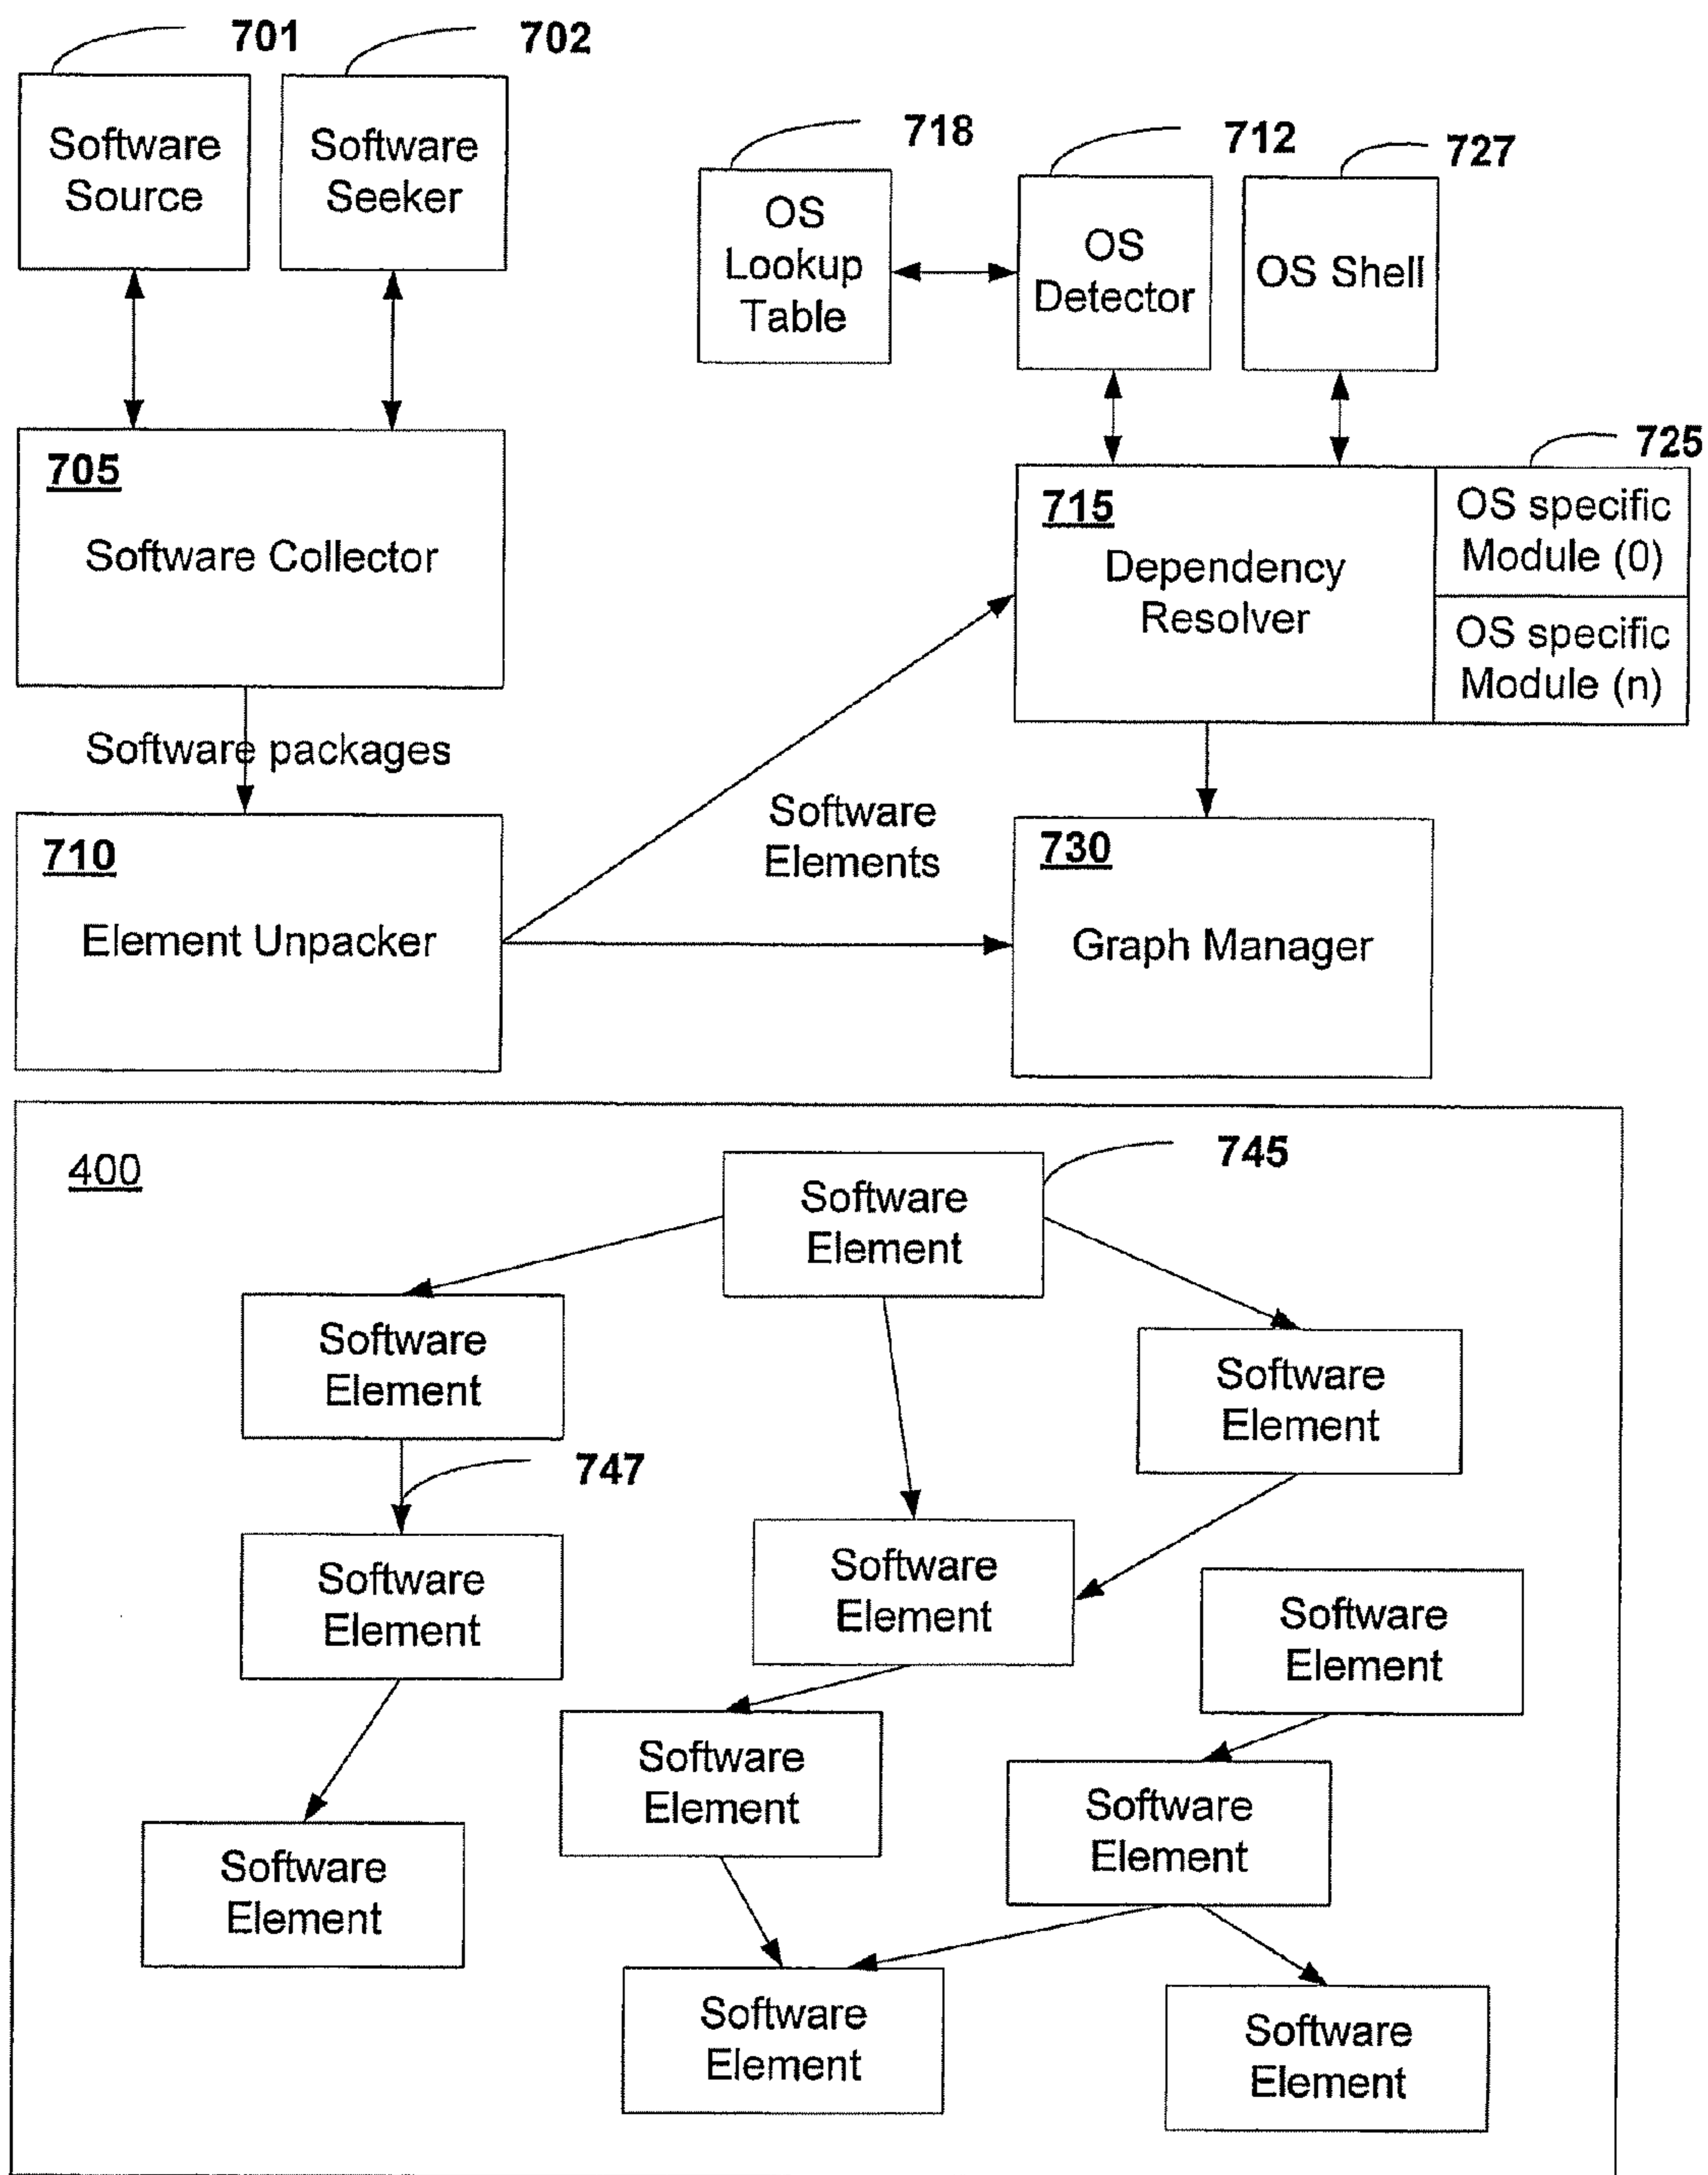 701
702
Software
Source
Software
Seeker
718
712
727
OS
Lookup
Table
OS
Detector
OS Shell
705
Software Collector
725
715
Dependency
Resolver
OS specific
Module (0)
OS specific
Module (n)
Software packages
710
Element Unpacker
Software
Elements
730
Graph Manager
400
745
Software
Element
Software
Element
Software
Element
747
Software
Element
Software
Element
Software
Element
Software
Element
Software
Element
Software
Element
Software
Element
Software
Element